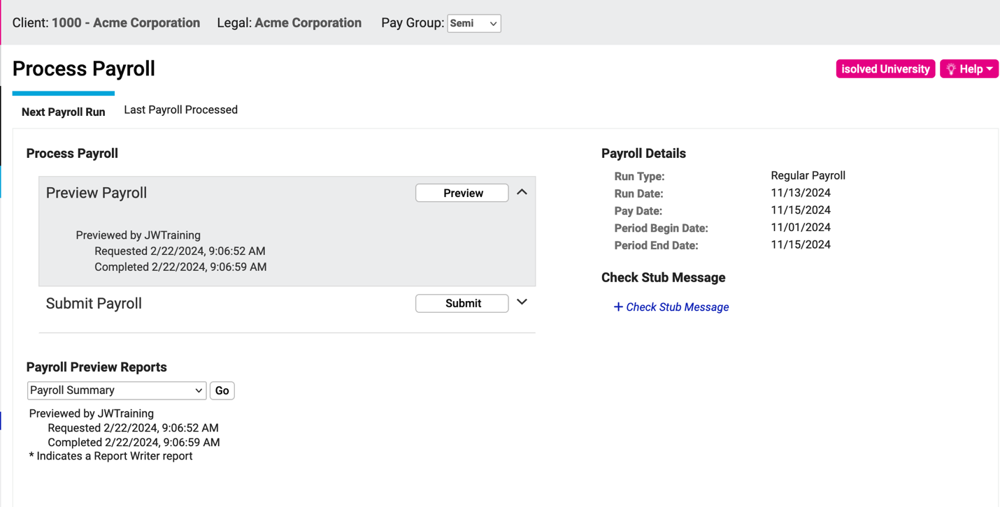 Client: 1000 - Acme Corporation Legal: Acme Corporation Pay Group: Semi
Process Payroll
isolved University Help
Next Payroll Run Last Payroll Processed
Process Payroll
Preview Payroll Preview
Previewed by JWTraining
Requested 2/22/2024, 9:06:52 AM
Completed 2/22/2024, 9:06:59 AM
Submit Payroll Submit
Payroll Preview Reports
Payroll Summary Go
Previewed by JWTraining
Requested 2/22/2024, 9:06:52 AM
Completed 2/22/2024, 9:06:59 AM
* Indicates a Report Writer report
Payroll Details
Run Type: Regular Payroll
Run Date: 11/13/2024
Pay Date: 11/15/2024
Period Begin Date: 11/01/2024
Period End Date: 11/15/2024
Check Stub Message
+ Check Stub Message